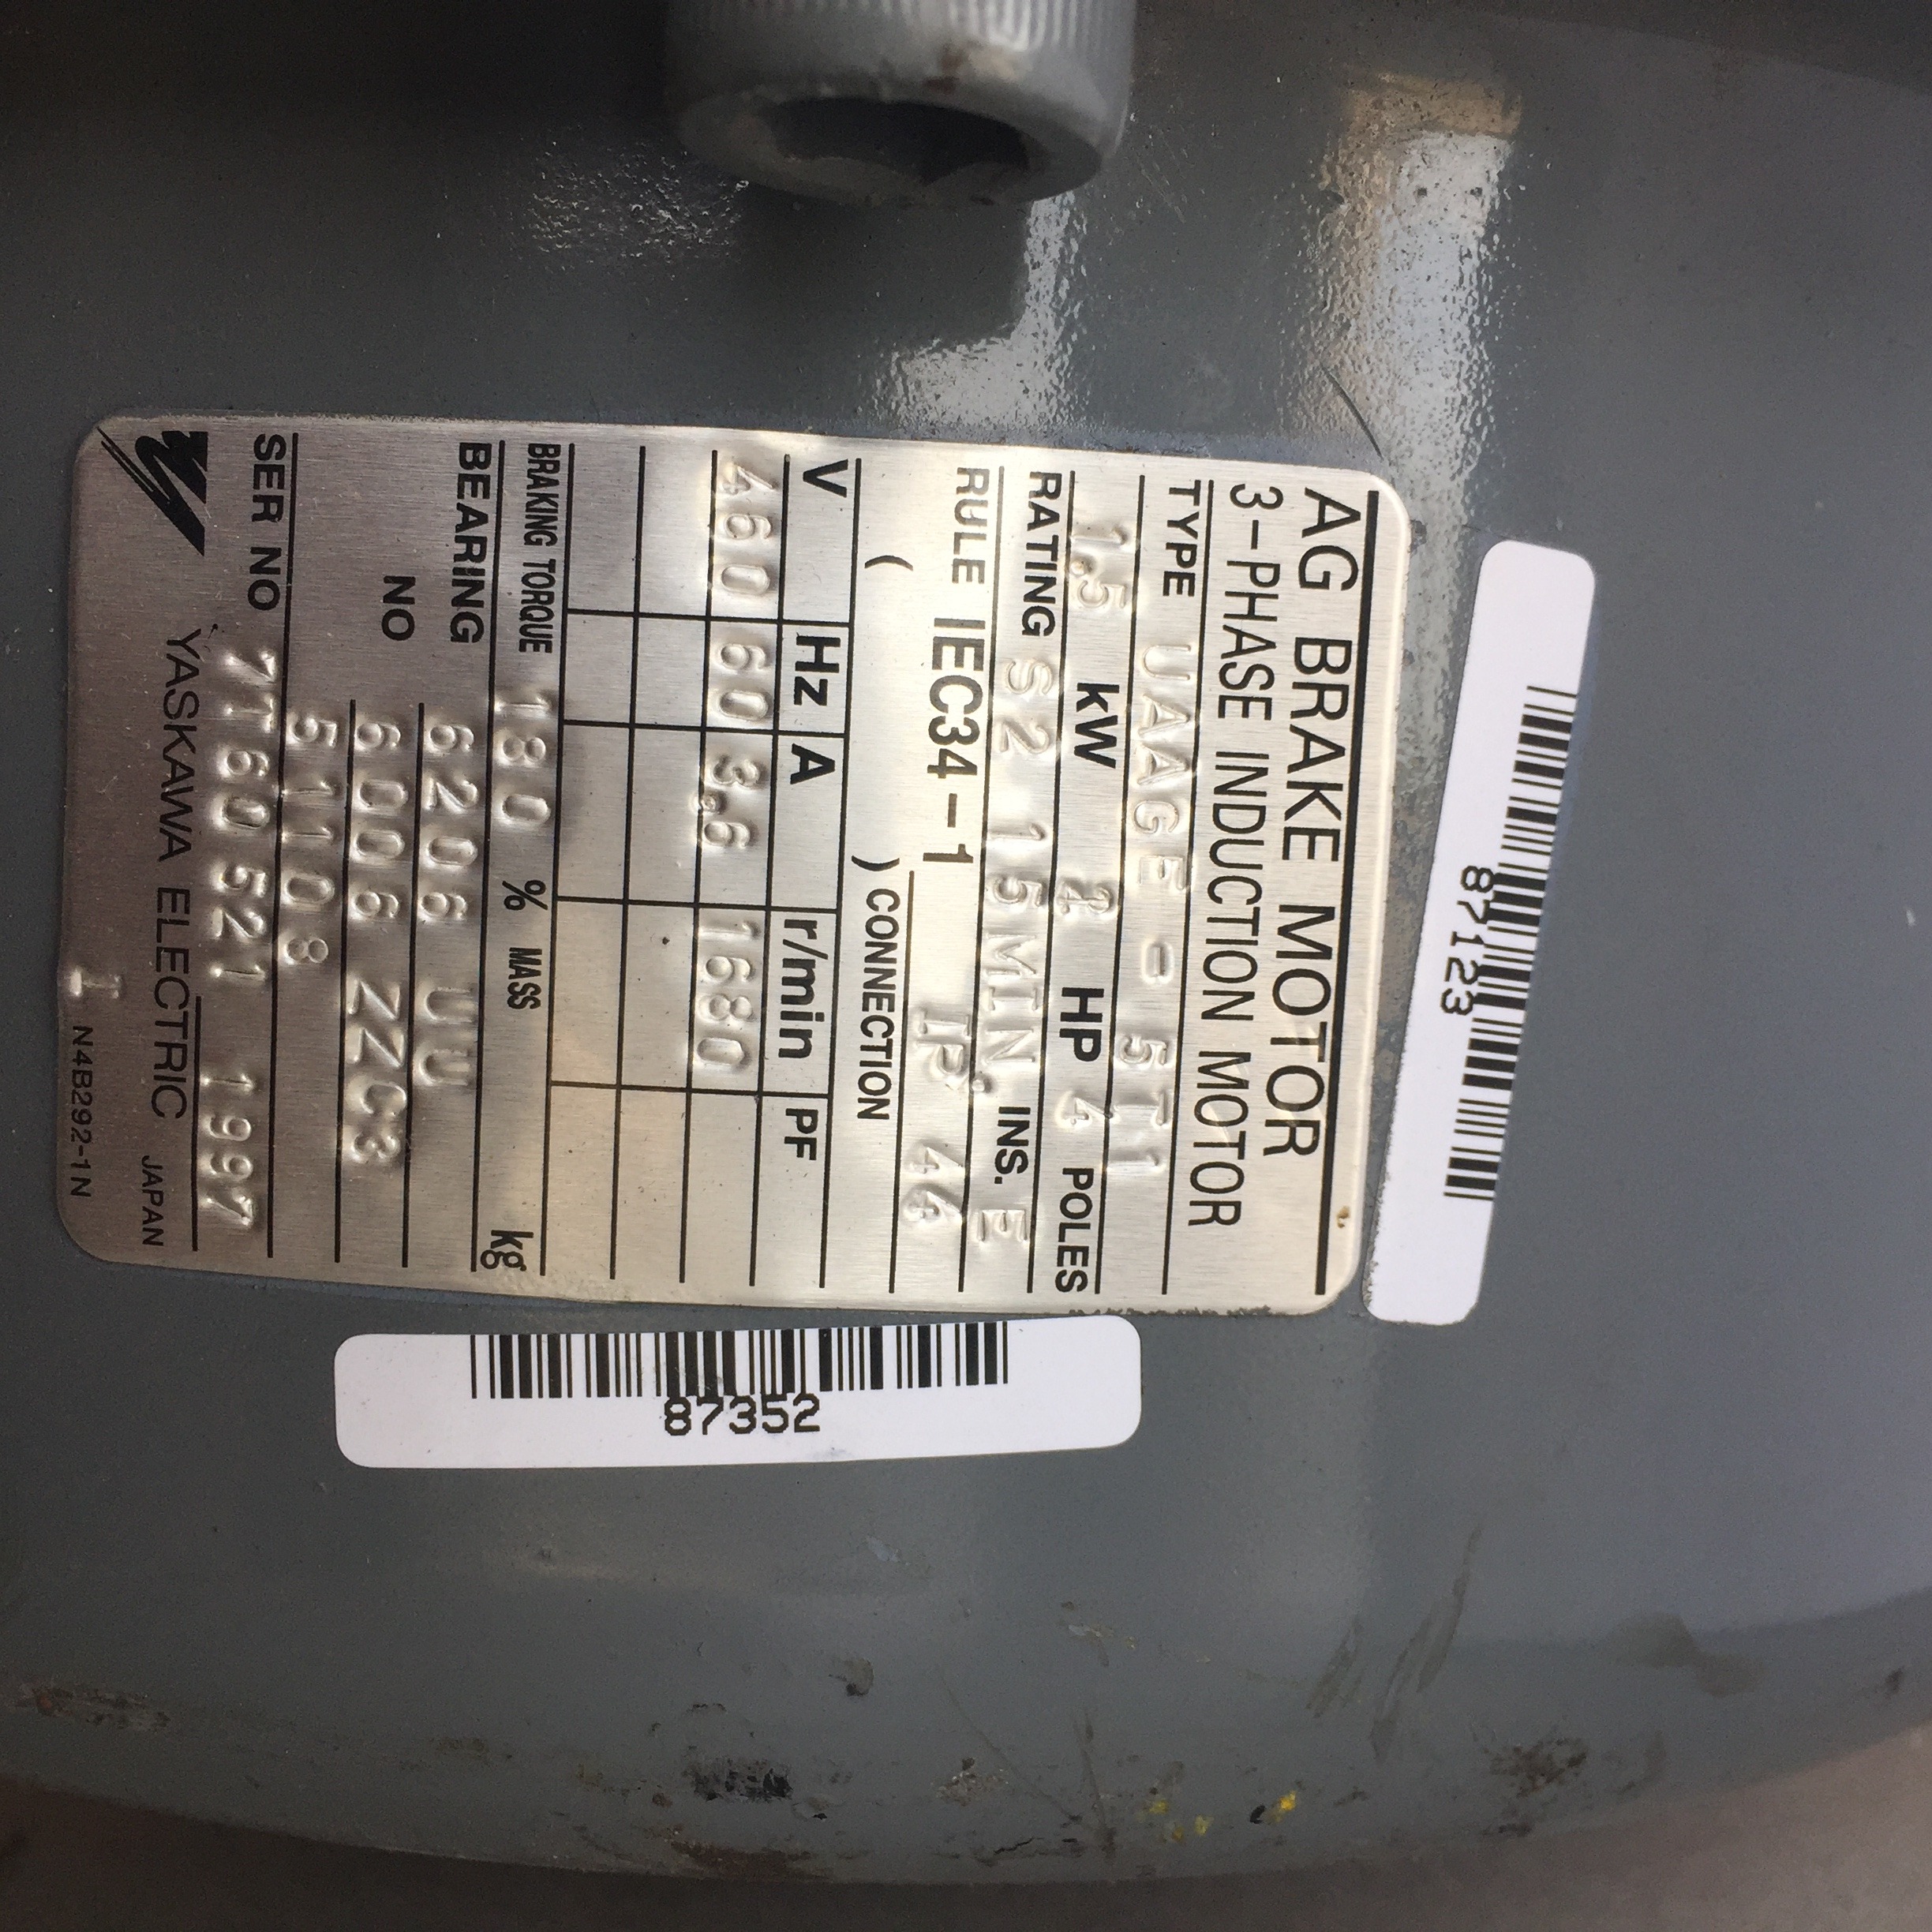 AG BRAKE MOTOR
3-PHASE INDUCTION MOTOR
TYPE UAAGE-5T1
1.5 kW 2 HP 4 POLES
RATING S2 15MIN. INS. E
RULE IEC34-1 IP 44
( ) CONNECTION
V Hz A r/min PF
460 60 3.6 1680
BRAKING TORQUE 180 % MASS kg
BEARING 6206 UU
NO 6006 ZZC3
51108
SER NO 7T60521 1997
YASKAWA ELECTRIC JAPAN
I N4B292-1N
87123
87352